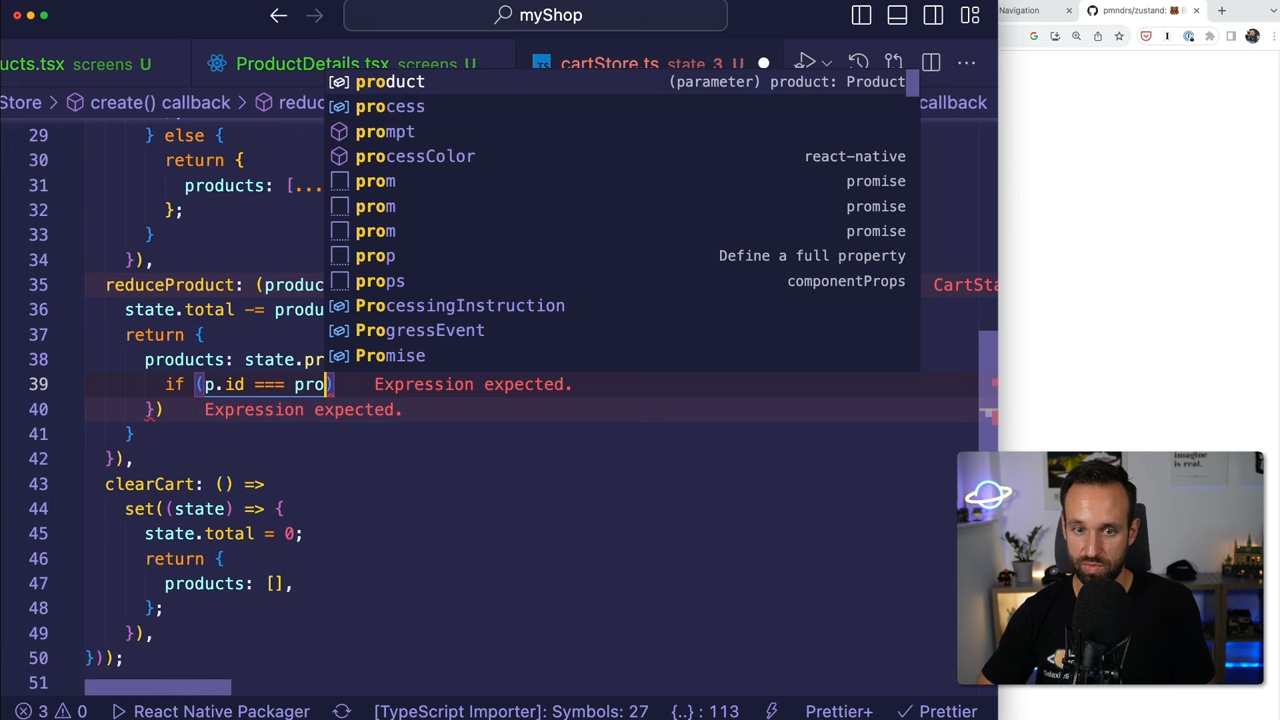 myShop
Navigation
pmndrs/zustand:
ucts.tsx screens U
ProductDetails.tsx screens U
TS cartStore.ts state 3, U
Store > create() callback > reduc
callback
product (parameter) product: Product
process
prompt
processColor react-native
prom promise
prom promise
prom promise
prop Define a full property
props componentProps
ProcessingInstruction
ProgressEvent
Promise
29 } else {
30 return {
31 products: [...
32 };
33 }
34 }),
35 reduceProduct: (produc CartSta
36 state.total -= produ
37 return {
38 products: state.pr
39 if (p.id === pro) Expression expected.
40 }) Expression expected.
41 }
42 }),
43 clearCart: () =>
44 set((state) => {
45 state.total = 0;
46 return {
47 products: [],
48 };
49 }),
50 }));
51
3 0 React Native Packager [TypeScript Importer]: Symbols: 27 {..} : 113 Prettier+ Prettier
imagine
is real.